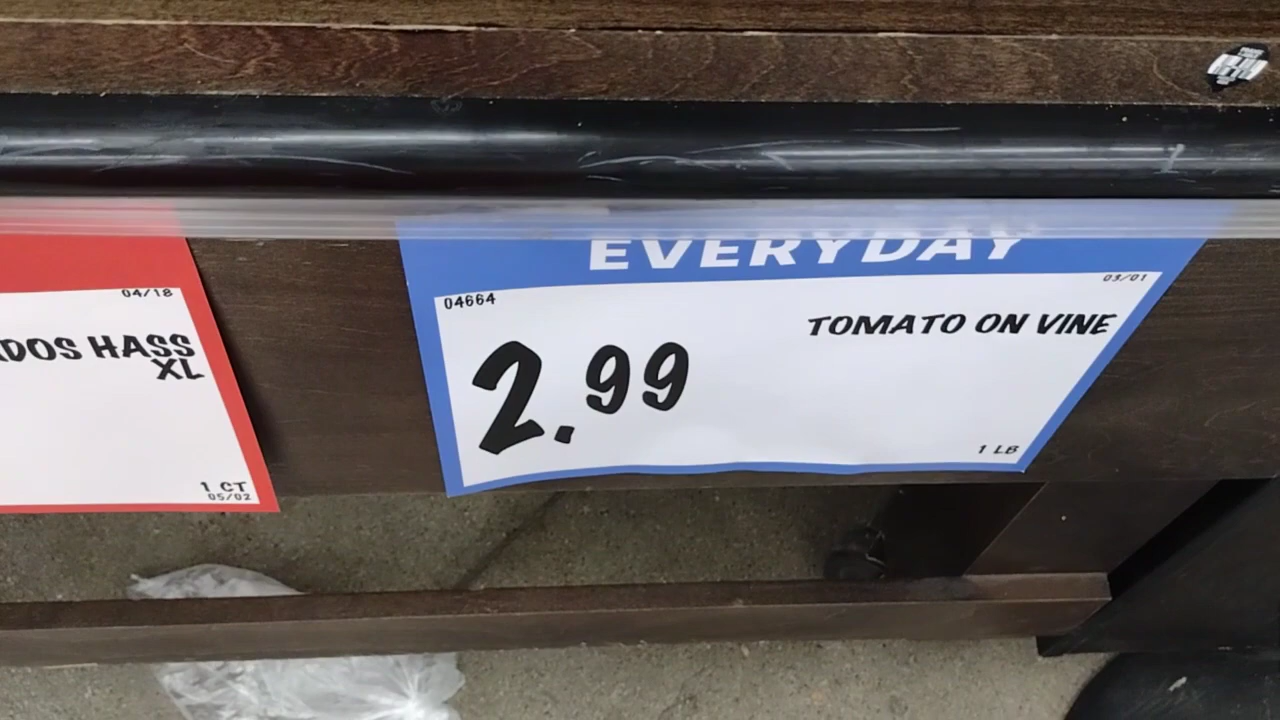 04/18
DOS HASS
XL
1 CT
05/02
EVERYDAY
03/01
04664
TOMATO ON VINE
2.99
1 LB